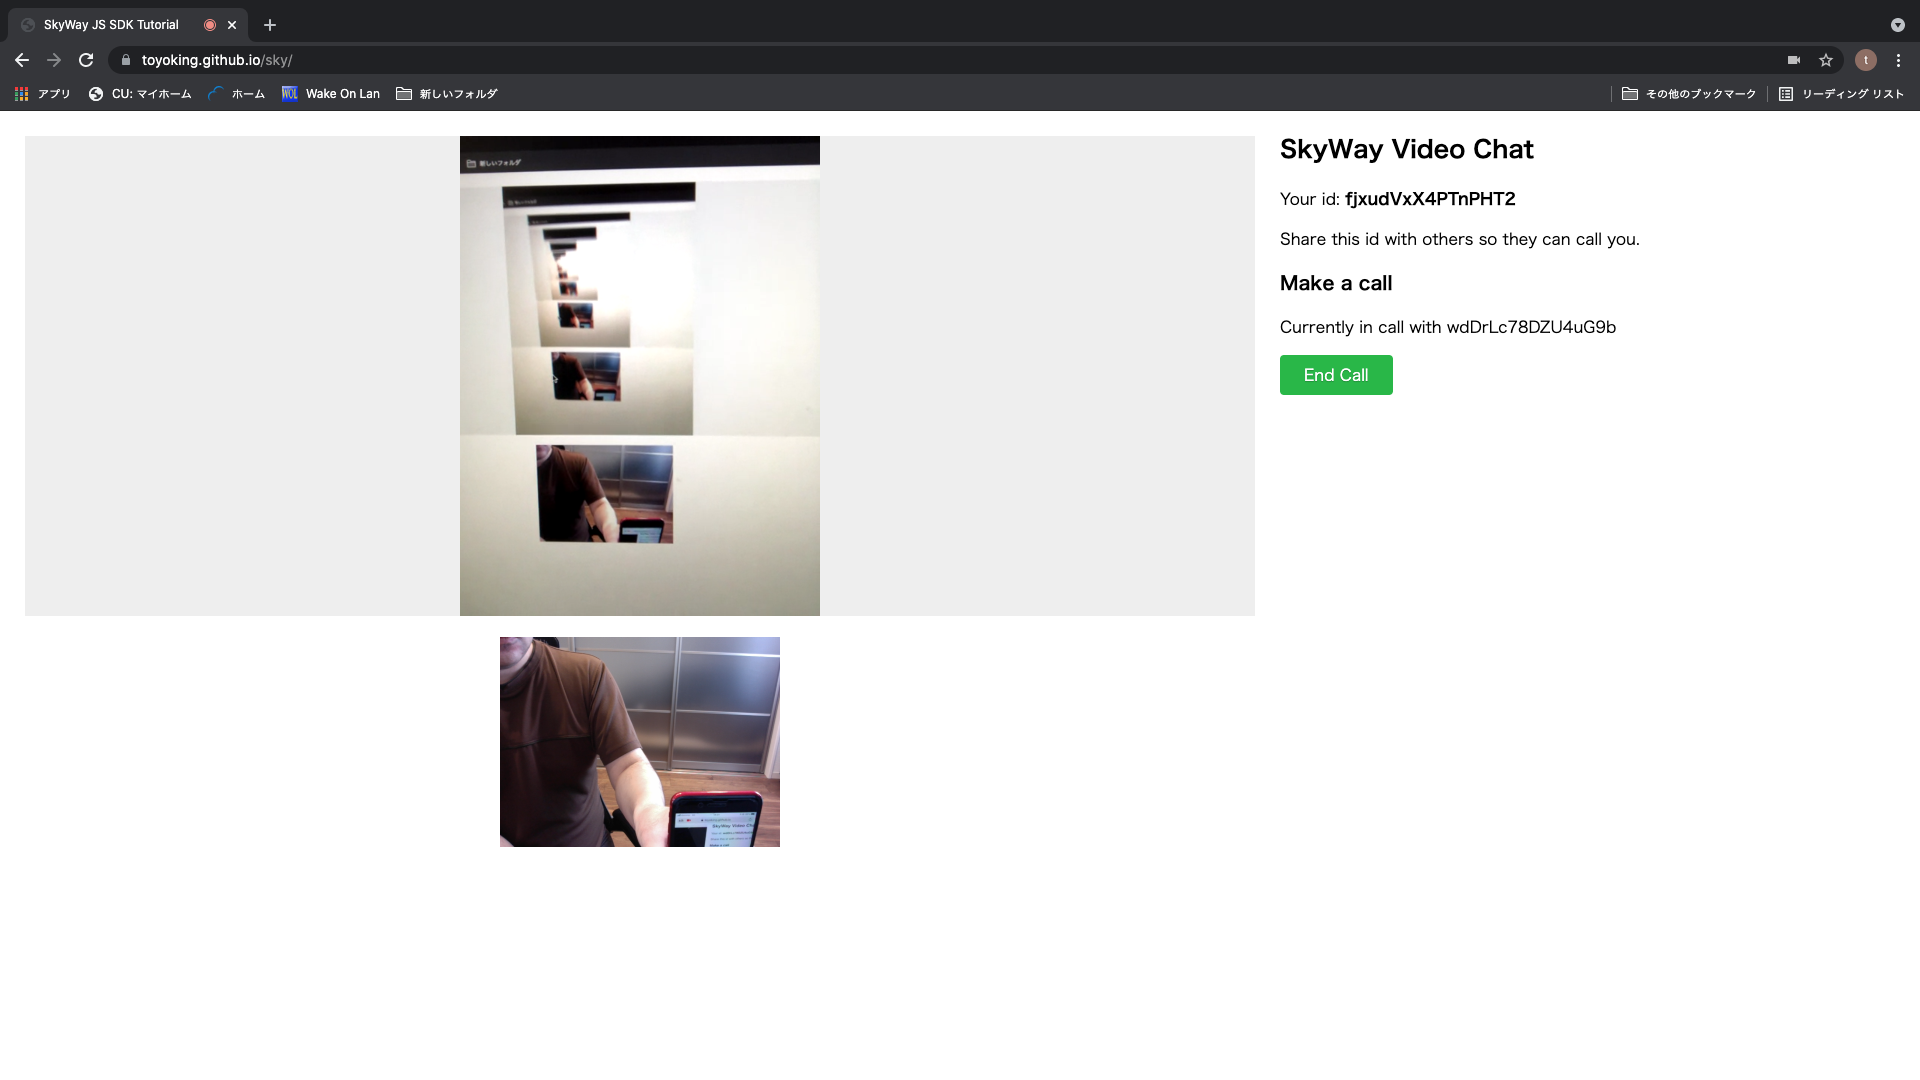 SkyWay JS SDK Tutorial
toyoking.github.io/sky/
t
アプリ
CU: マイホーム
ホーム
WOL
Wake On Lan
新しいフォルダ
その他のブックマーク
リーディング リスト
新しいフォルダ
SkyWay Video Chat
Your id: fjxudVxX4PTnPHT2
Share this id with others so they can call you.
Make a call
Currently in call with wdDrLc78DZU4uG9b
End Call
SkyWay Video Cha